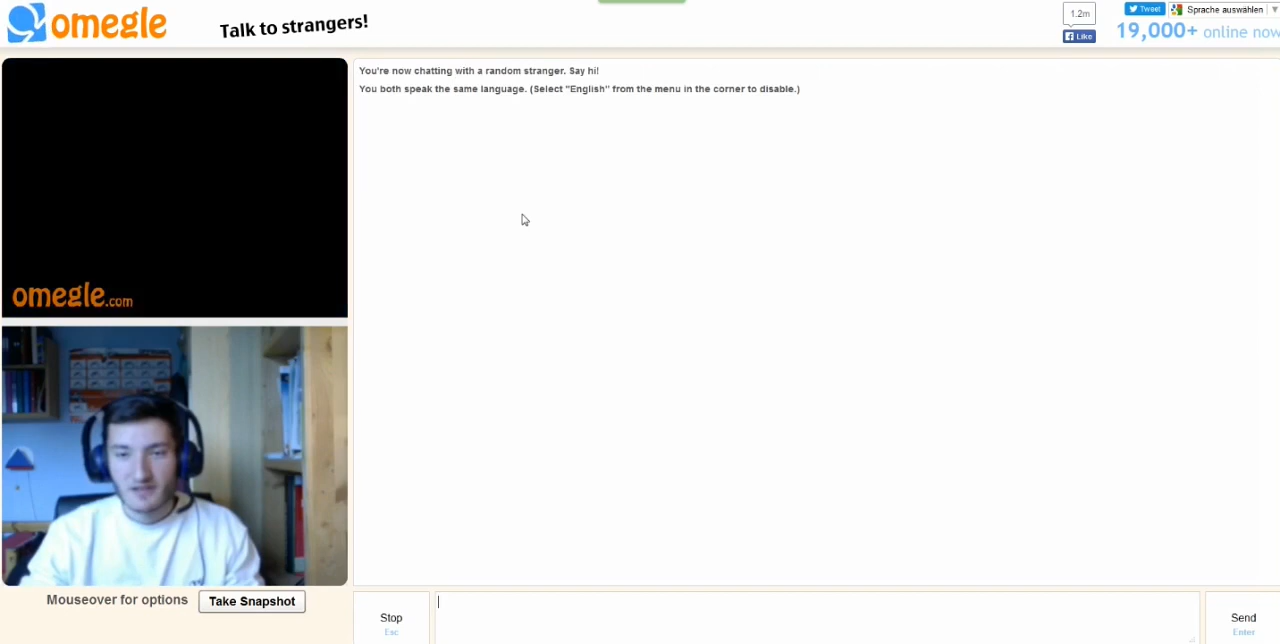 omegle
Talk to strangers!
1.2m
Like
Tweet
Sprache auswählen
19,000+ online now
You're now chatting with a random stranger. Say hi!
You both speak the same language. (Select "English" from the menu in the corner to disable.)
omegle.com
Mouseover for options
Take Snapshot
Stop
Esc
Send
Enter